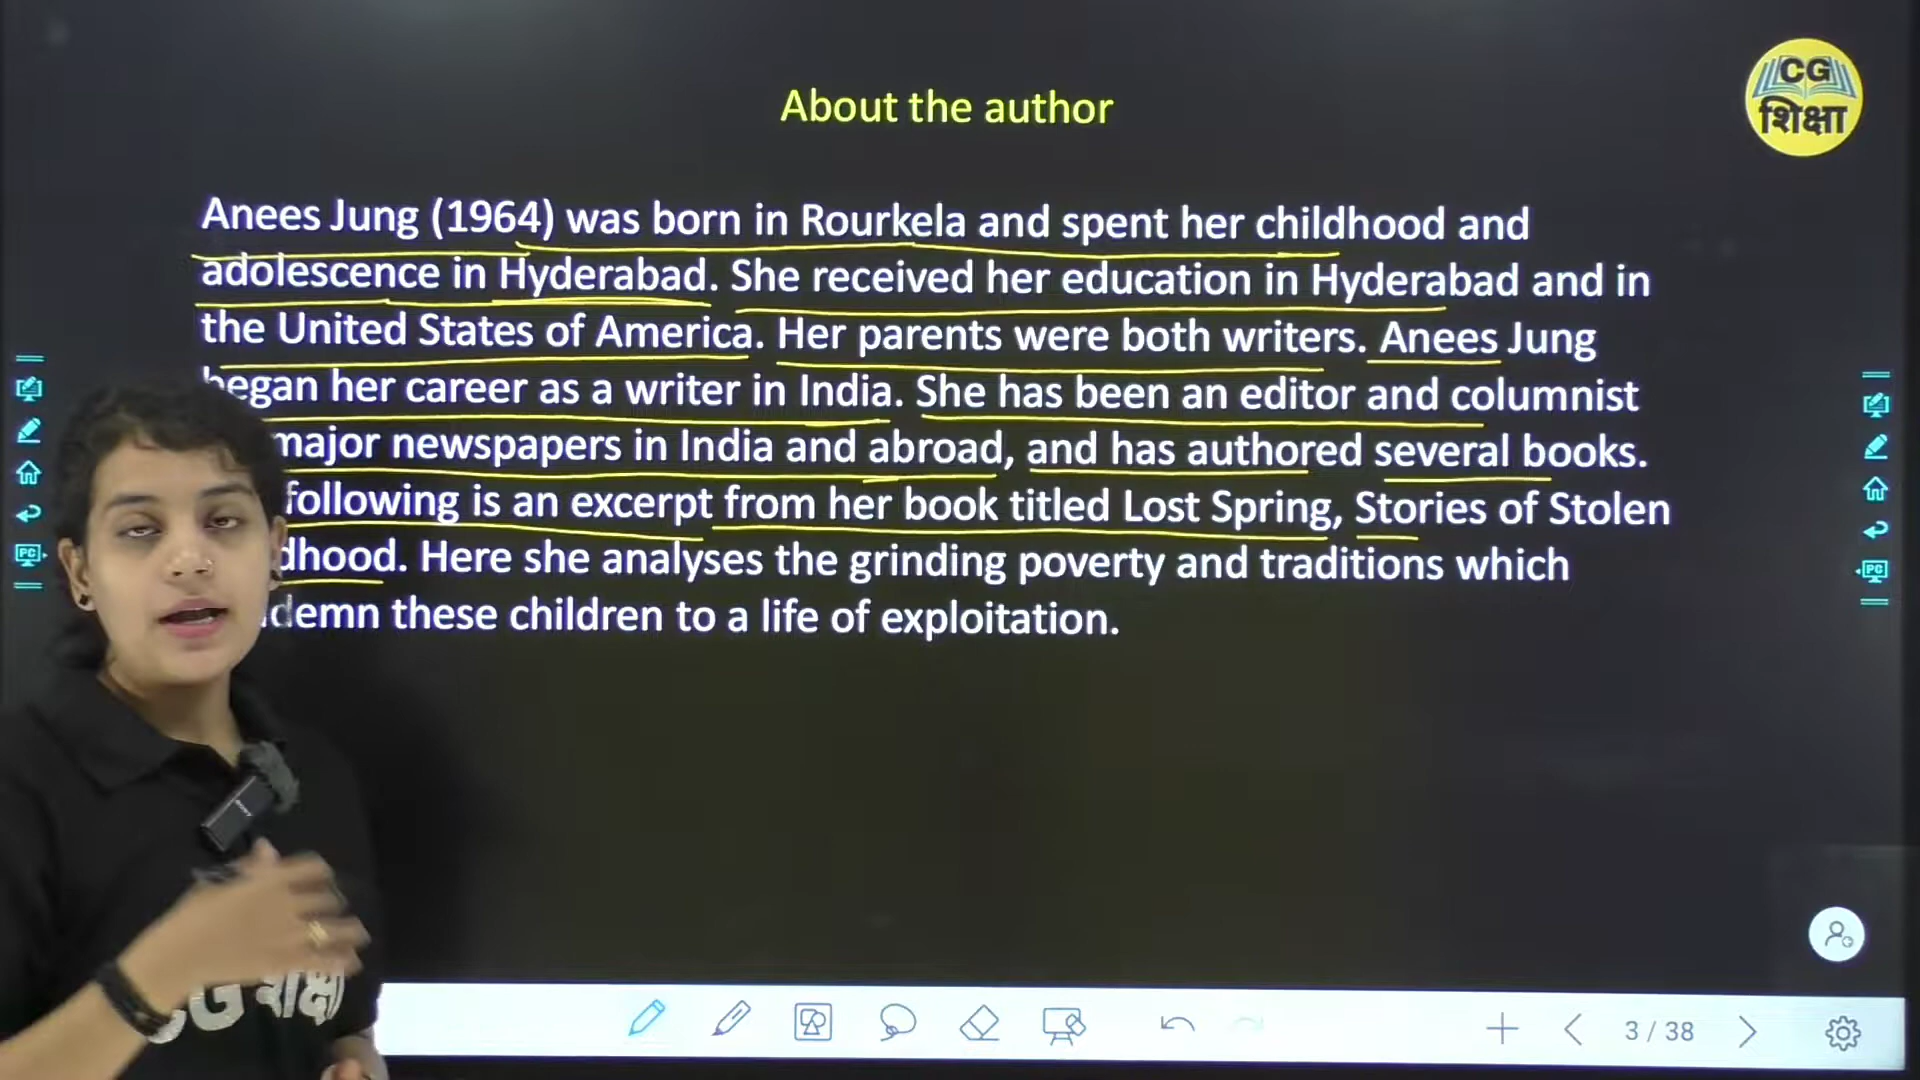 CG
शिक्षा
About the author
Anees Jung (1964) was born in Rourkela and spent her childhood and
adolescence in Hyderabad. She received her education in Hyderabad and in
the United States of America. Her parents were both writers. Anees Jung
began her career as a writer in India. She has been an editor and columnist
major newspapers in India and abroad, and has authored several books.
following is an excerpt from her book titled Lost Spring, Stories of Stolen
dhood. Here she analyses the grinding poverty and traditions which
demn these children to a life of exploitation.
PC
PC
CG शिक्षा
3 / 38